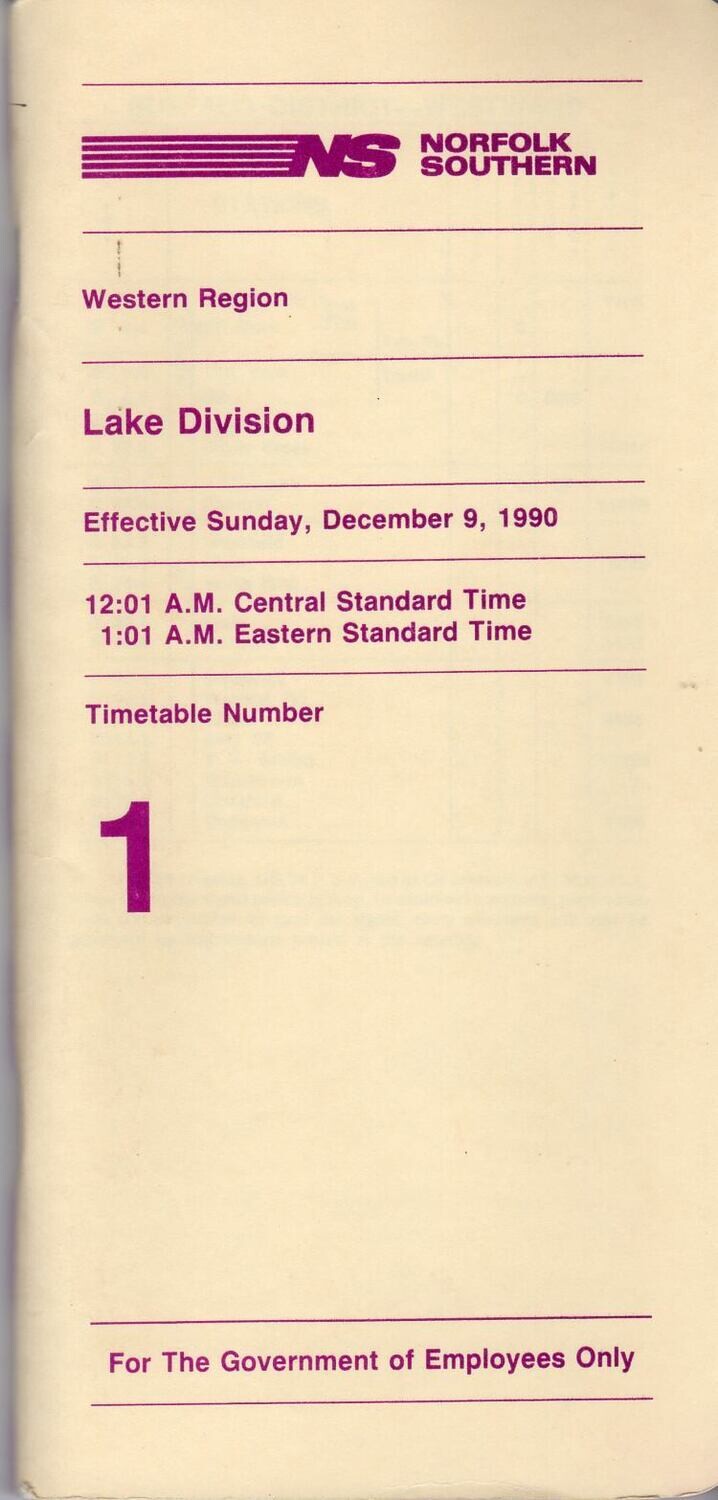 NS NORFOLK
SOUTHERN
Western Region
Lake Division
Effective Sunday, December 9, 1990
12:01 A.M. Central Standard Time
1:01 A.M. Eastern Standard Time
Timetable Number
1
For The Government of Employees Only